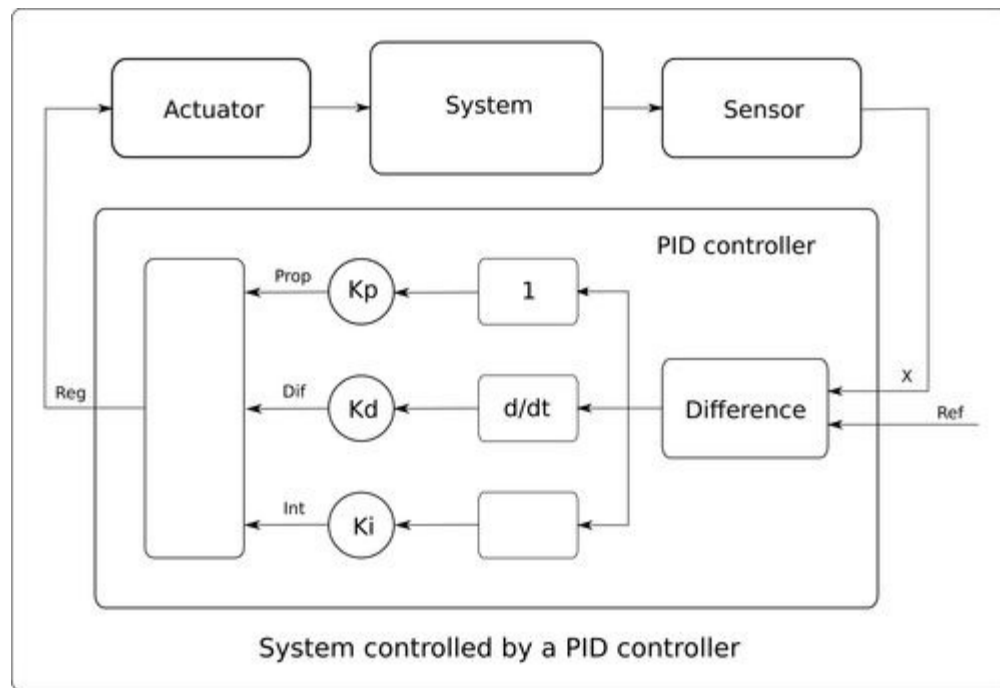 Actuator
System
Sensor
PID controller
Prop
Kp
1
Reg
Dif
Kd
d/dt
Difference
X
Ref
Int
Ki
System controlled by a PID controller